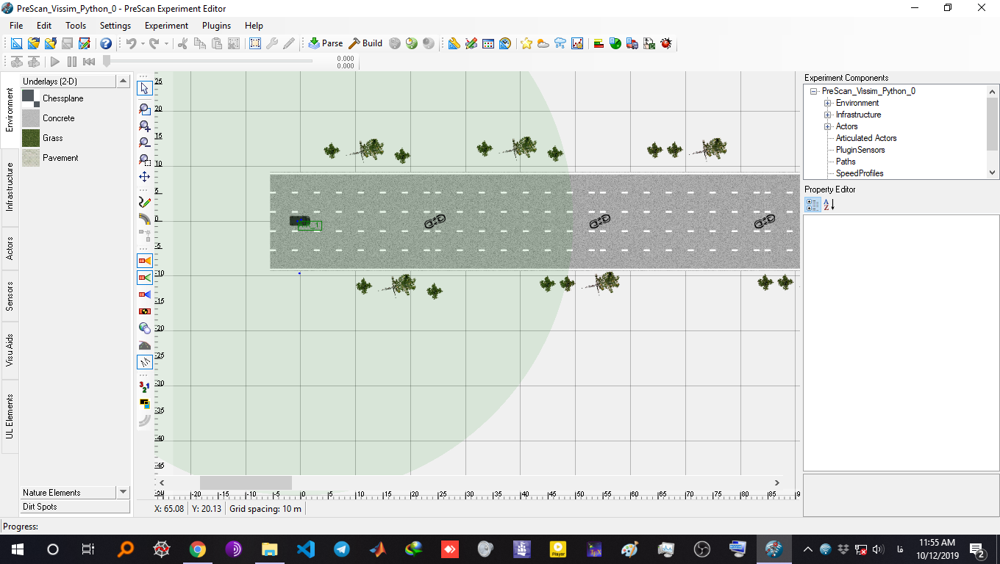 PreScan_Vissim_Python_0 - PreScan Experiment Editor
File Edit Tools Settings Experiment Plugins Help
Parse Build
0.000
0.000
Environment
Infrastructure
Actors
Sensors
Visu Aids
UL Elements
Underlays (2-D)
Chessplane
Concrete
Grass
Pavement
Nature Elements
Dirt Spots
25
20
15
10
5
0
-5
-10
-15
-20
-25
-30
-35
-40
-45
-20 -15 -10 -5 0 5 10 15 20 25 30 35 40 45 50 55 60 65 70 75 80 85
X: 65.08 Y: 20.13 Grid spacing: 10 m
Experiment Components
PreScan_Vissim_Python_0
Environment
Infrastructure
Actors
Articulated Actors
PluginSensors
Paths
SpeedProfiles
Property Editor
Progress:
Player
TEX
فا
11:55 AM
10/12/2019
2